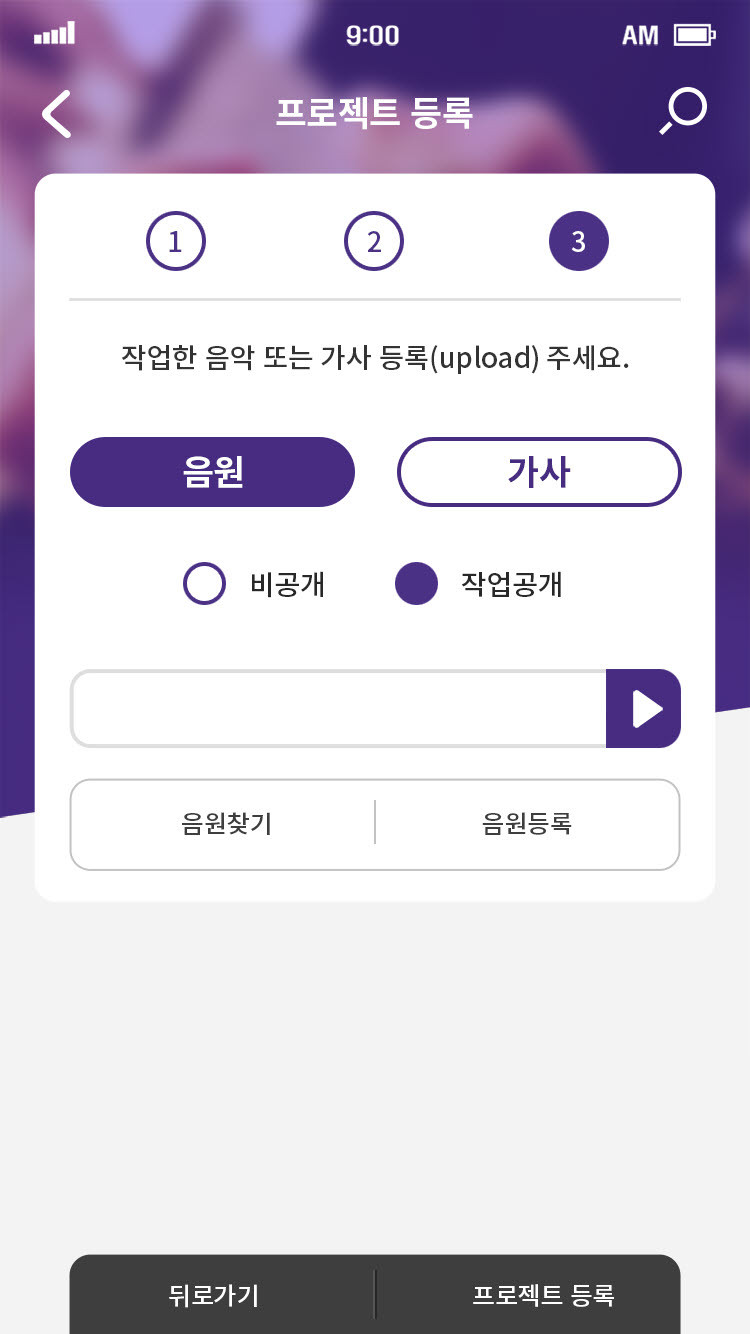 9:00 AM
프로젝트 등록
1 2 3
작업한 음악 또는 가사 등록(upload) 주세요.
음원 가사
비공개 작업공개
음원찾기 음원등록
뒤로가기 프로젝트 등록